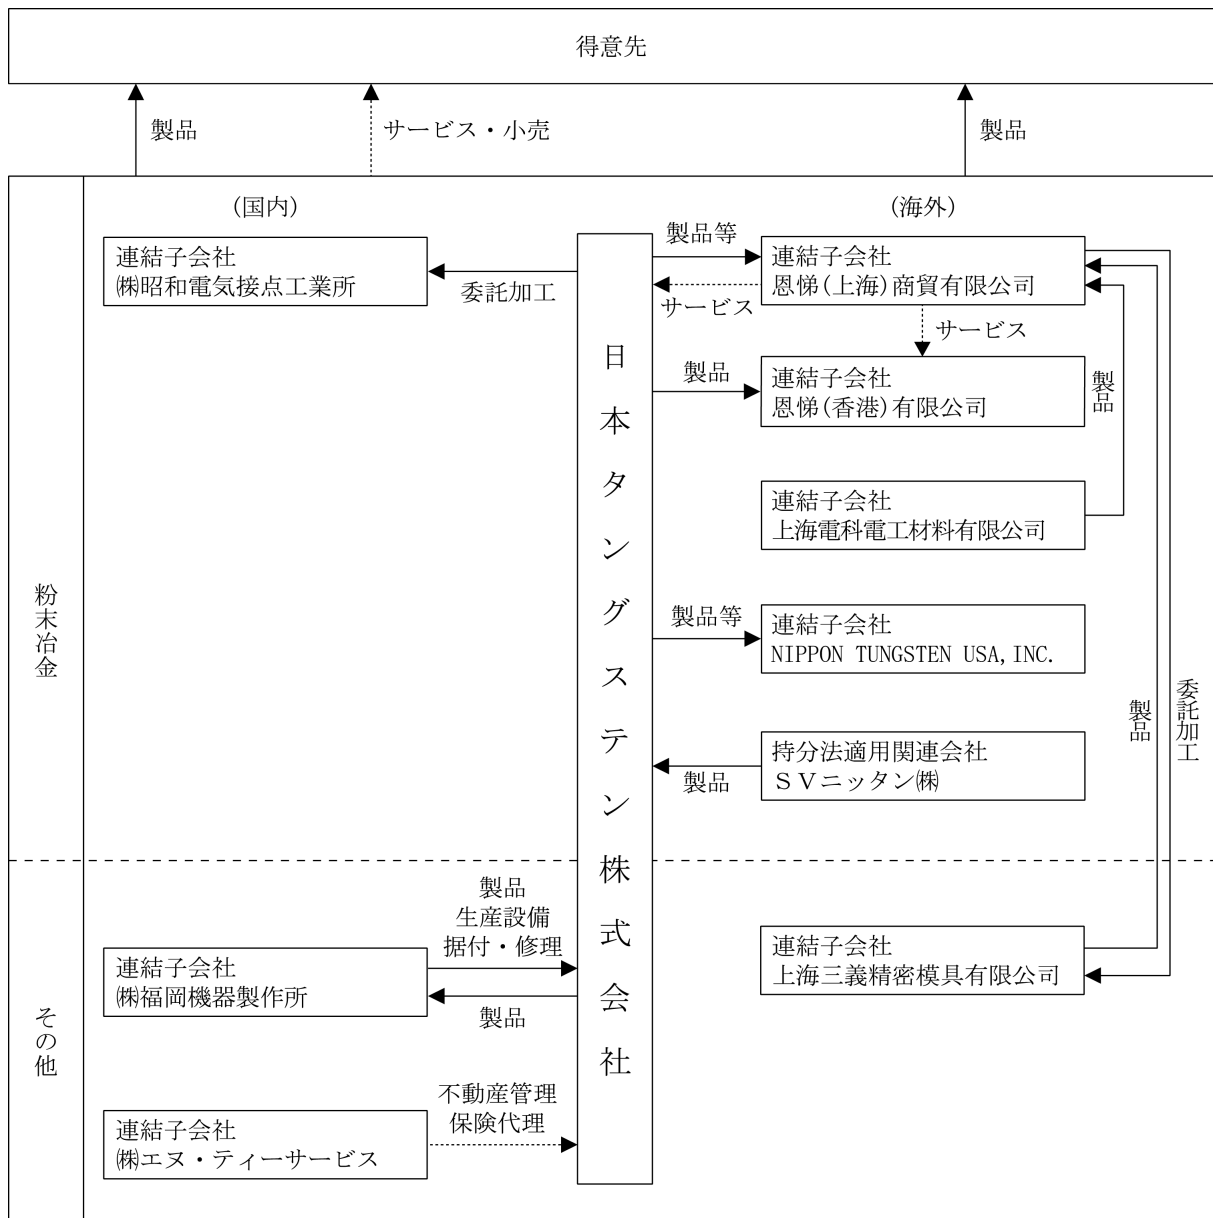 得意先
製品
サービス・小売
製品
(国内)
(海外)
連結子会社
㈱昭和電気接点工業所
委託加工
製品等
サービス
連結子会社
恩悌(上海)商貿有限公司
サービス
製品
連結子会社
恩悌(香港)有限公司
製品
連結子会社
上海電科電工材料有限公司
日本タングステン株式会社
粉末冶金
製品等
連結子会社
NIPPON TUNGSTEN USA,INC.
製品
委託加工
製品
持分法適用関連会社
ＳＶニッタン㈱
製品
生産設備
据付・修理
連結子会社
㈱福岡機器製作所
製品
連結子会社
上海三義精密模具有限公司
その他
不動産管理
保険代理
連結子会社
㈱エヌ・ティーサービス